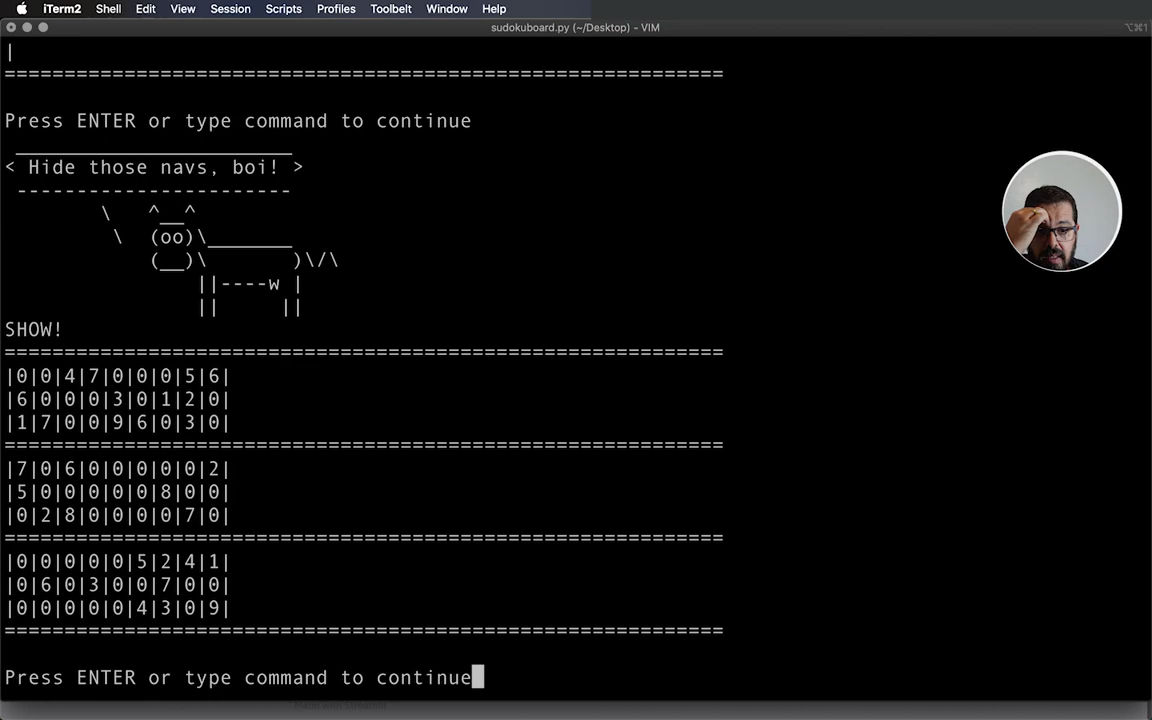 iTerm2 Shell Edit View Session Scripts Profiles Toolbelt Window Help
sudokuboard.py (~/Desktop) - VIM ⌥⌘1
|
============================================================
Press ENTER or type command to continue
 _______________________
< Hide those navs, boi! >
 -----------------------
        \   ^__^
         \  (oo)\_______
            (__)\       )\/\
                ||----w |
                ||     ||
SHOW!
============================================================
|0|0|4|7|0|0|0|5|6|
|6|0|0|0|3|0|1|2|0|
|1|7|0|0|9|6|0|3|0|
============================================================
|7|0|6|0|0|0|0|0|2|
|5|0|0|0|0|0|8|0|0|
|0|2|8|0|0|0|0|7|0|
============================================================
|0|0|0|0|0|5|2|4|1|
|0|6|0|3|0|0|7|0|0|
|0|0|0|0|0|4|3|0|9|
============================================================
Press ENTER or type command to continue
Made with Streamlit